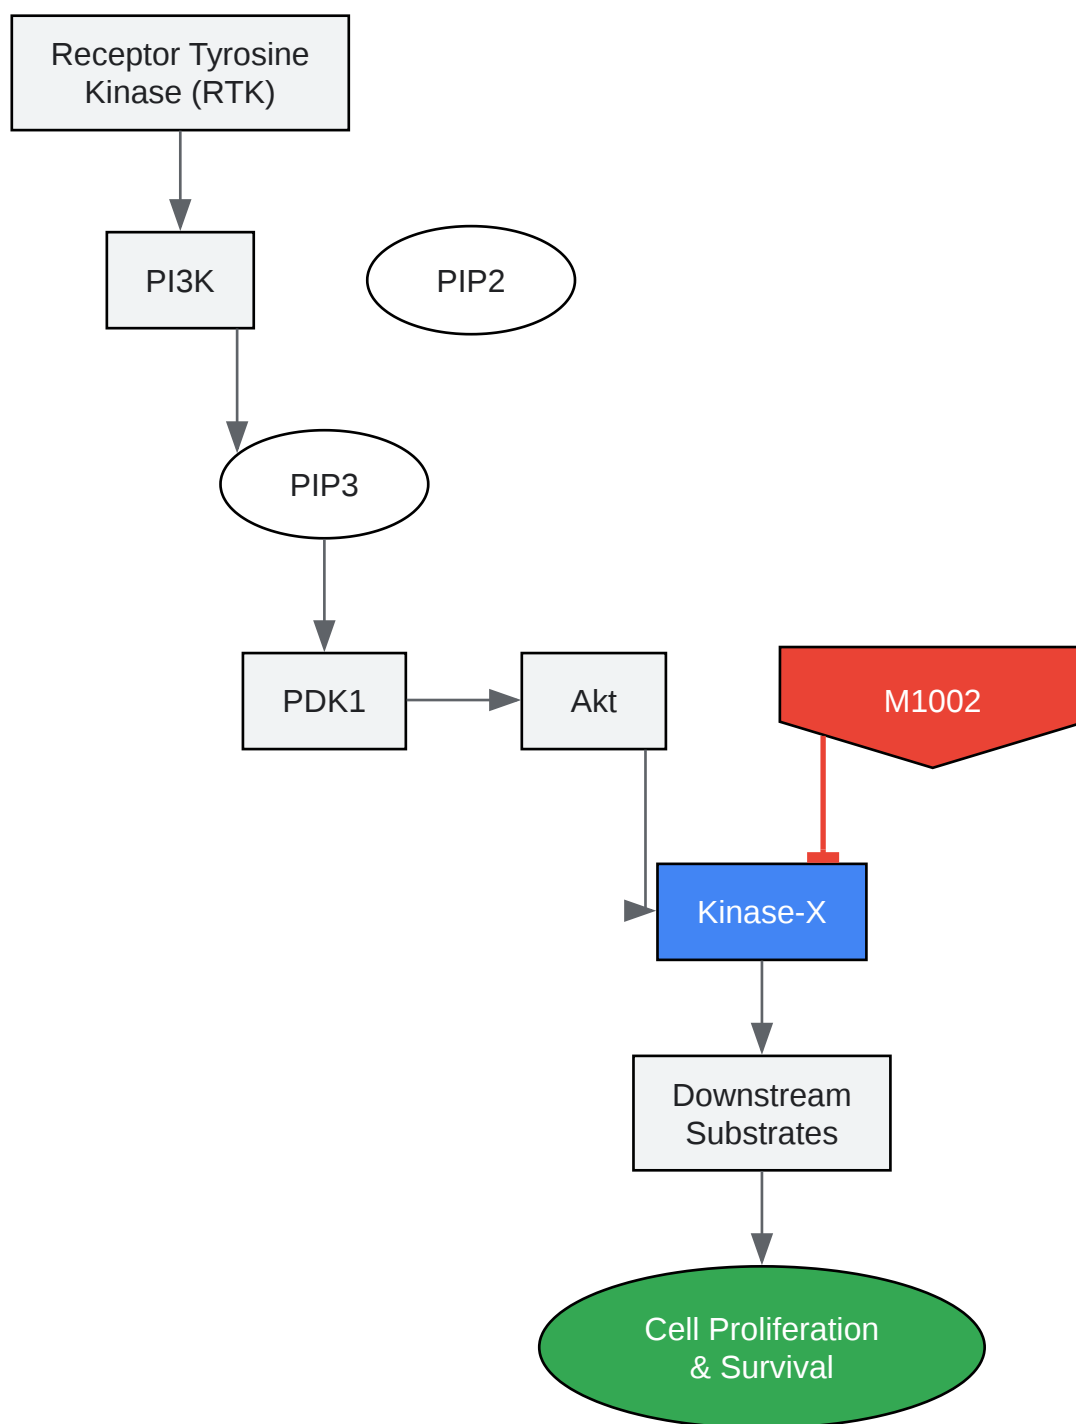 Receptor Tyrosine
Kinase (RTK)
PI3K
PIP2
PIP3
PDK1
Akt
M1002
Kinase-X
Downstream
Substrates
Cell Proliferation
& Survival